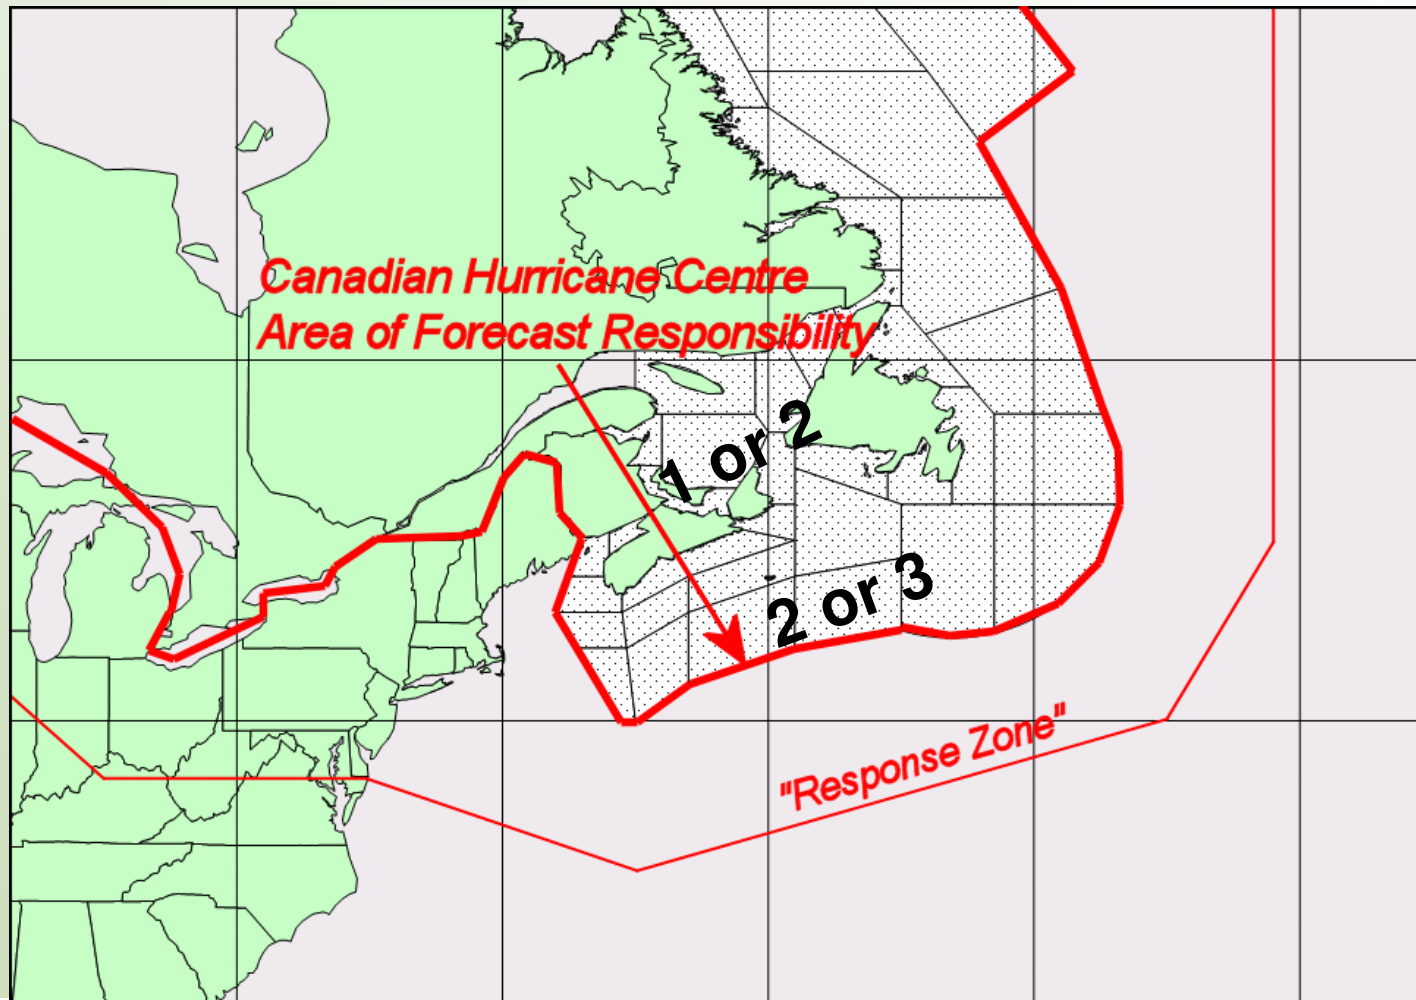 Canadian Hurricane Centre
Area of Forecast Responsibility
1 or 2
2 or 3
"Response Zone"